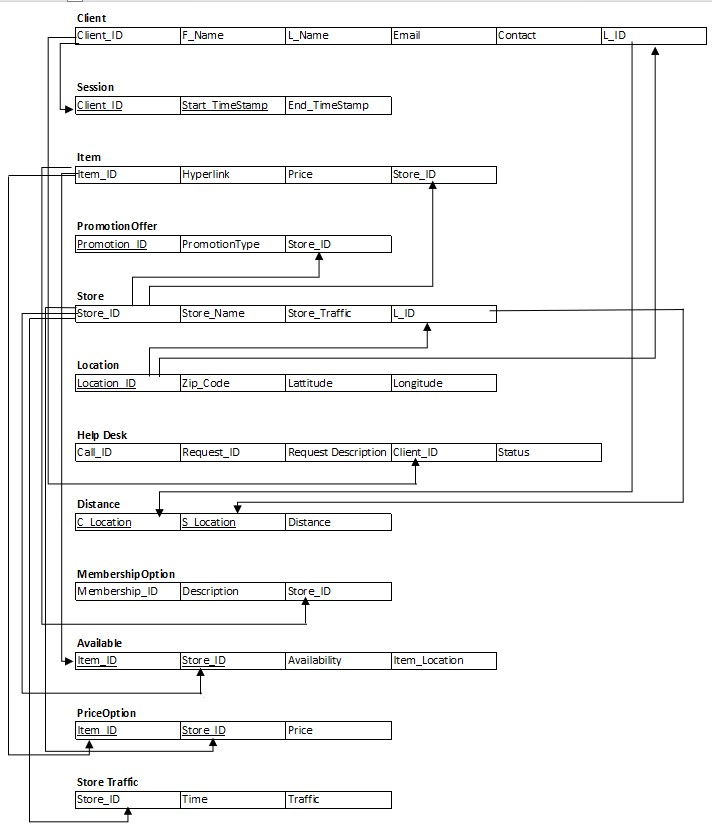 Client
Client_ID F_Name L_Name Email Contact L_ID
Session
Client_ID Start_TimeStamp End_TimeStamp
Item
Item_ID Hyperlink Price Store_ID
PromotionOffer
Promotion_ID PromotionType Store_ID
Store
Store_ID Store_Name Store_Traffic L_ID
Location
Location_ID Zip_Code Lattitude Longitude
Help Desk
Call_ID Request_ID Request Description Client_ID Status
Distance
C_Location S_Location Distance
MembershipOption
Membership_ID Description Store_ID
Available
Item_ID Store_ID Availability Item_Location
PriceOption
Item_ID Store_ID Price
Store Traffic
Store_ID Time Traffic